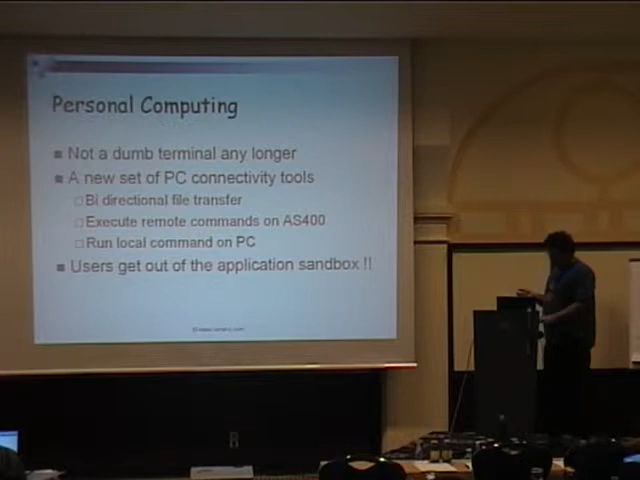 Personal Computing
Not a dumb terminal any longer
A new set of PC connectivity tools
Bi directional file transfer
Execute remote commands on AS400
Run local command on PC
Users get out of the application sandbox !!